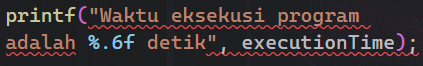 printf("Waktu eksekusi program
adalah %.6f detik", executionTime);